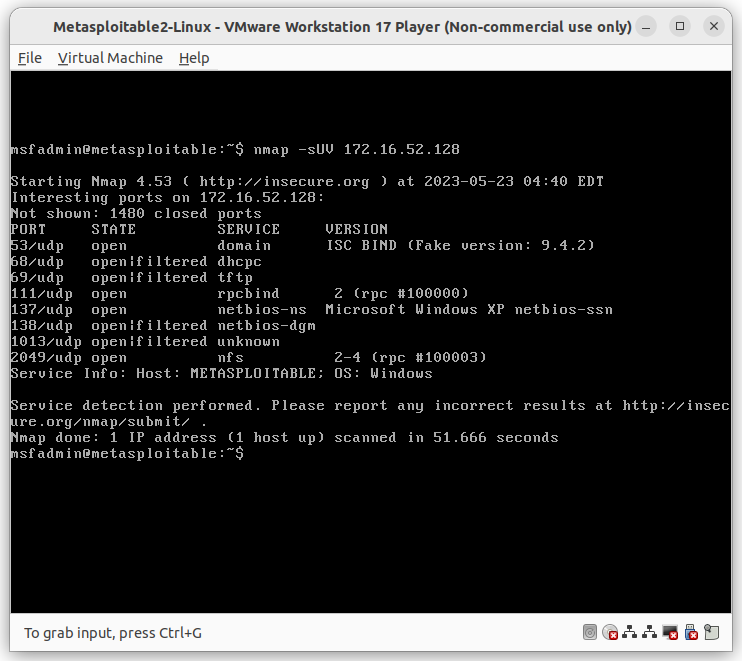 Metasploitable2-Linux - VMware Workstation 17 Player (Non-commercial use only)
File Virtual Machine Help
msfadmin@metasploitable:~$ nmap -sUV 172.16.52.128
Starting Nmap 4.53 ( http://insecure.org ) at 2023-05-23 04:40 EDT
Interesting ports on 172.16.52.128:
Not shown: 1480 closed ports
PORT     STATE         SERVICE     VERSION
53/udp   open          domain      ISC BIND (Fake version: 9.4.2)
68/udp   open|filtered dhcpc
69/udp   open|filtered tftp
111/udp  open          rpcbind      2 (rpc #100000)
137/udp  open          netbios-ns  Microsoft Windows XP netbios-ssn
138/udp  open|filtered netbios-dgm
1013/udp open|filtered unknown
2049/udp open          nfs          2-4 (rpc #100003)
Service Info: Host: METASPLOITABLE; OS: Windows
Service detection performed. Please report any incorrect results at http://insec
ure.org/nmap/submit/ .
Nmap done: 1 IP address (1 host up) scanned in 51.666 seconds
msfadmin@metasploitable:~$
To grab input, press Ctrl+G